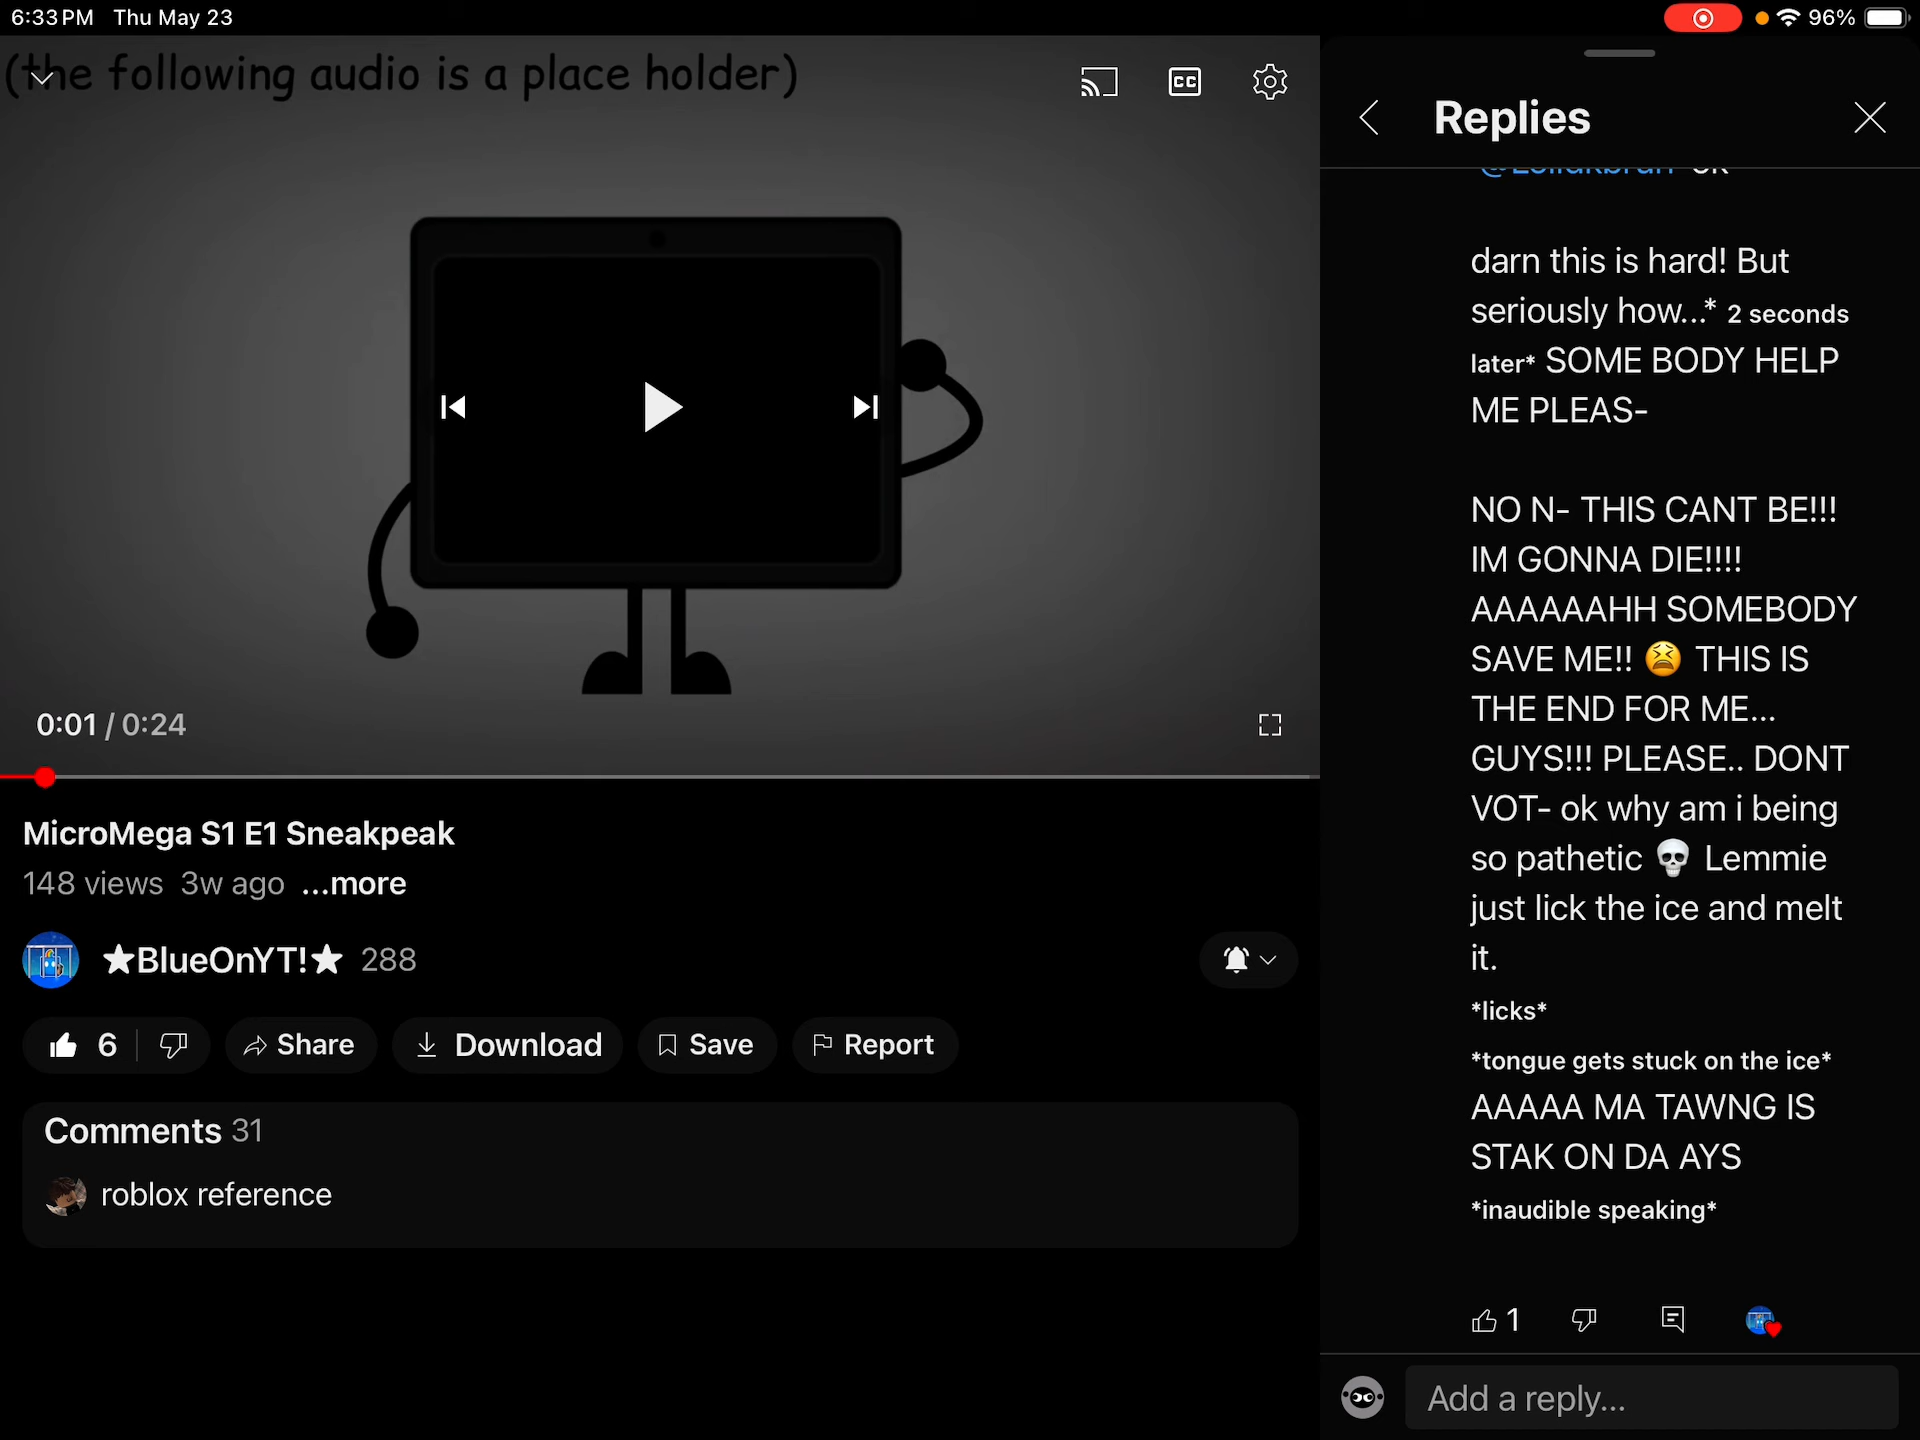 6:33 PM Thu May 23
96%
(the following audio is a place holder)
CC
0:01 / 0:24
MicroMega S1 E1 Sneakpeak
148 views 3w ago ...more
★BlueOnYT!★ 288
6
Share
Download
Save
Report
Comments 31
roblox reference
Replies
ok
darn this is hard! But
seriously how...* 2 seconds
later* SOME BODY HELP
ME PLEAS-
NO N- THIS CANT BE!!!
IM GONNA DIE!!!!
AAAAAAHH SOMEBODY
SAVE ME!! 😫 THIS IS
THE END FOR ME...
GUYS!!! PLEASE.. DONT
VOT- ok why am i being
so pathetic 💀 Lemmie
just lick the ice and melt
it.
*licks*
*tongue gets stuck on the ice*
AAAAA MA TAWNG IS
STAK ON DA AYS
*inaudible speaking*
1
Add a reply...